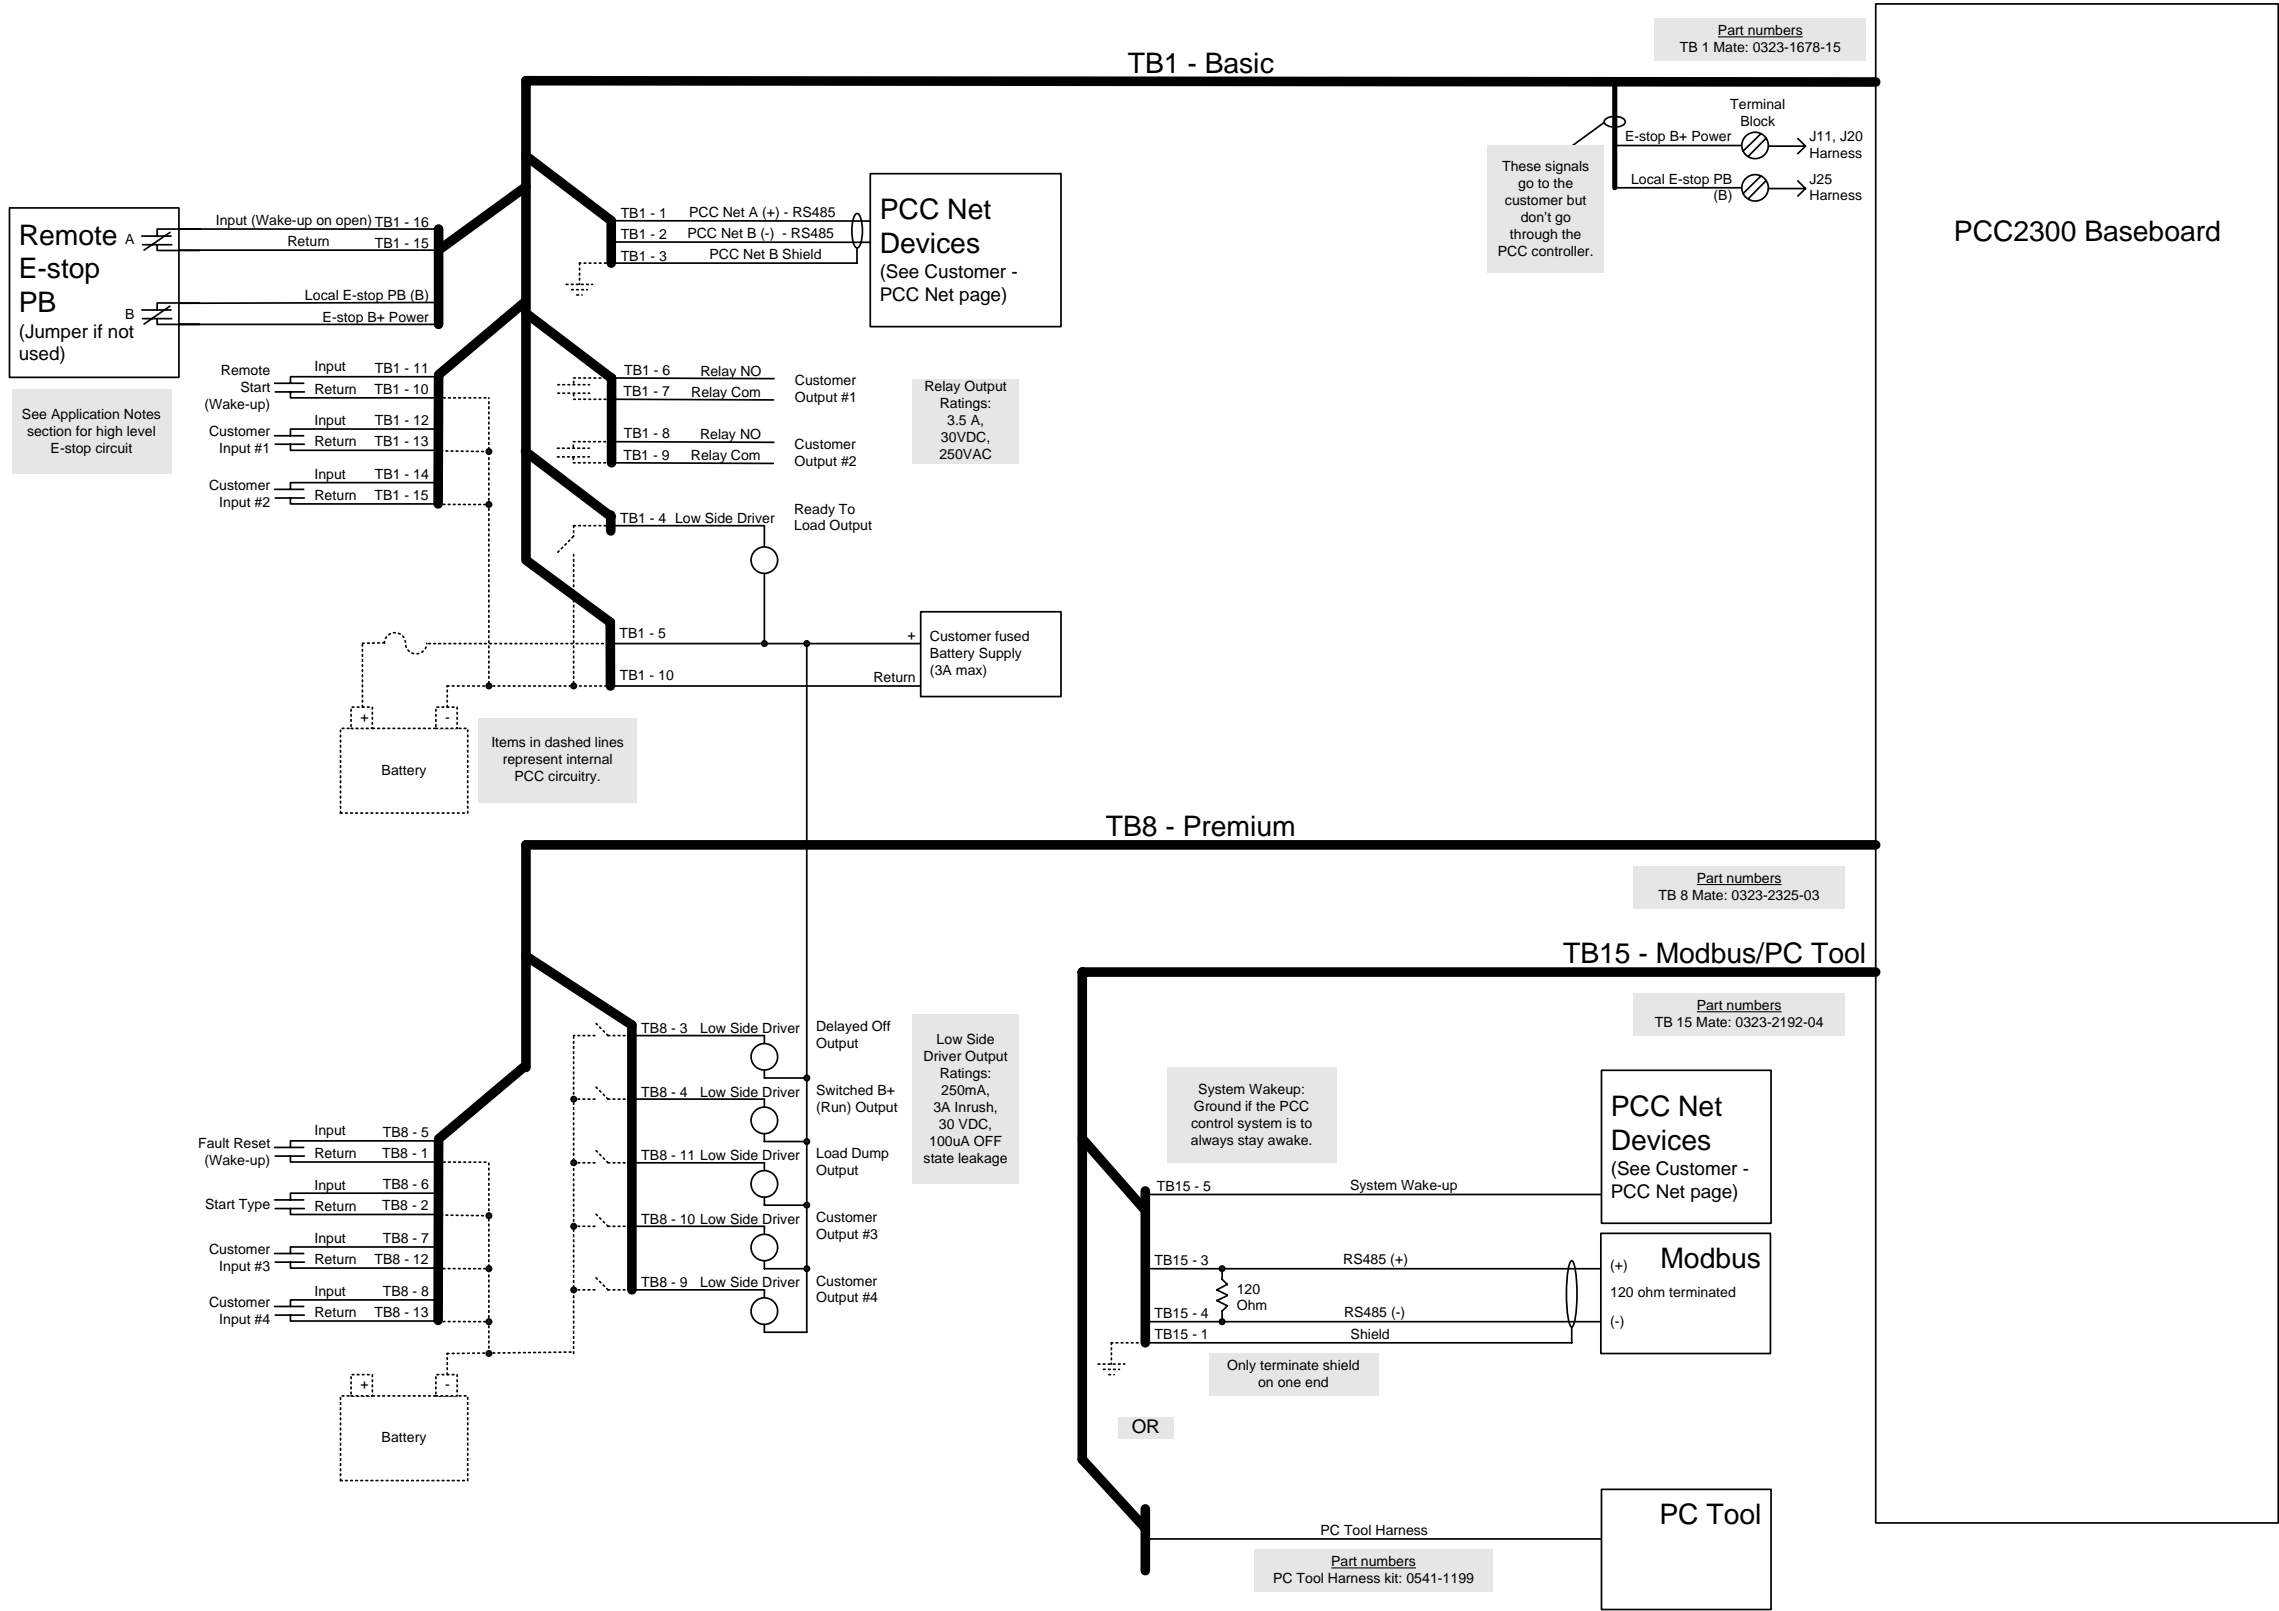 Part numbers
TB 1 Mate: 0323-1678-15
TB1 - Basic
Terminal
Block
E-stop B+ Power
J11, J20
Harness
Local E-stop PB
(B)
J25
Harness
These signals
go to the
customer but
don't go
through the
PCC controller.
PCC2300 Baseboard
Remote
E-stop
PB
(Jumper if not
used)
A
B
Input (Wake-up on open)
TB1 - 16
Return
TB1 - 15
Local E-stop PB (B)
E-stop B+ Power
TB1 - 1
PCC Net A (+) - RS485
TB1 - 2
PCC Net B (-) - RS485
TB1 - 3
PCC Net B Shield
PCC Net
Devices
(See Customer -
PCC Net page)
See Application Notes
section for high level
E-stop circuit
Remote
Start
(Wake-up)
Input
TB1 - 11
Return
TB1 - 10
Customer
Input #1
Input
TB1 - 12
Return
TB1 - 13
Customer
Input #2
Input
TB1 - 14
Return
TB1 - 15
TB1 - 6
Relay NO
TB1 - 7
Relay Com
Customer
Output #1
TB1 - 8
Relay NO
TB1 - 9
Relay Com
Customer
Output #2
Relay Output
Ratings:
3.5 A,
30VDC,
250VAC
TB1 - 4
Low Side Driver
Ready To
Load Output
TB1 - 5
+
TB1 - 10
Return
Customer fused
Battery Supply
(3A max)
+
-
Battery
Items in dashed lines
represent internal
PCC circuitry.
TB8 - Premium
Part numbers
TB 8 Mate: 0323-2325-03
TB15 - Modbus/PC Tool
Part numbers
TB 15 Mate: 0323-2192-04
TB8 - 3
Low Side Driver
Delayed Off
Output
TB8 - 4
Low Side Driver
Switched B+
(Run) Output
TB8 - 11
Low Side Driver
Load Dump
Output
TB8 - 10
Low Side Driver
Customer
Output #3
TB8 - 9
Low Side Driver
Customer
Output #4
Low Side
Driver Output
Ratings:
250mA,
3A Inrush,
30 VDC,
100uA OFF
state leakage
Fault Reset
(Wake-up)
Input
TB8 - 5
Return
TB8 - 1
Start Type
Input
TB8 - 6
Return
TB8 - 2
Customer
Input #3
Input
TB8 - 7
Return
TB8 - 12
Customer
Input #4
Input
TB8 - 8
Return
TB8 - 13
+
-
Battery
System Wakeup:
Ground if the PCC
control system is to
always stay awake.
PCC Net
Devices
(See Customer -
PCC Net page)
TB15 - 5
System Wake-up
TB15 - 3
RS485 (+)
120
Ohm
TB15 - 4
RS485 (-)
TB15 - 1
Shield
Modbus
(+)
120 ohm terminated
(-)
Only terminate shield
on one end
OR
PC Tool Harness
PC Tool
Part numbers
PC Tool Harness kit: 0541-1199